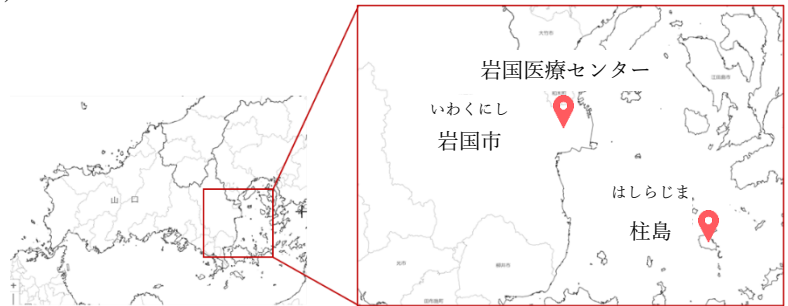 山 口
岩国医療センター
いわくにし
岩国市
はしらじま
柱島